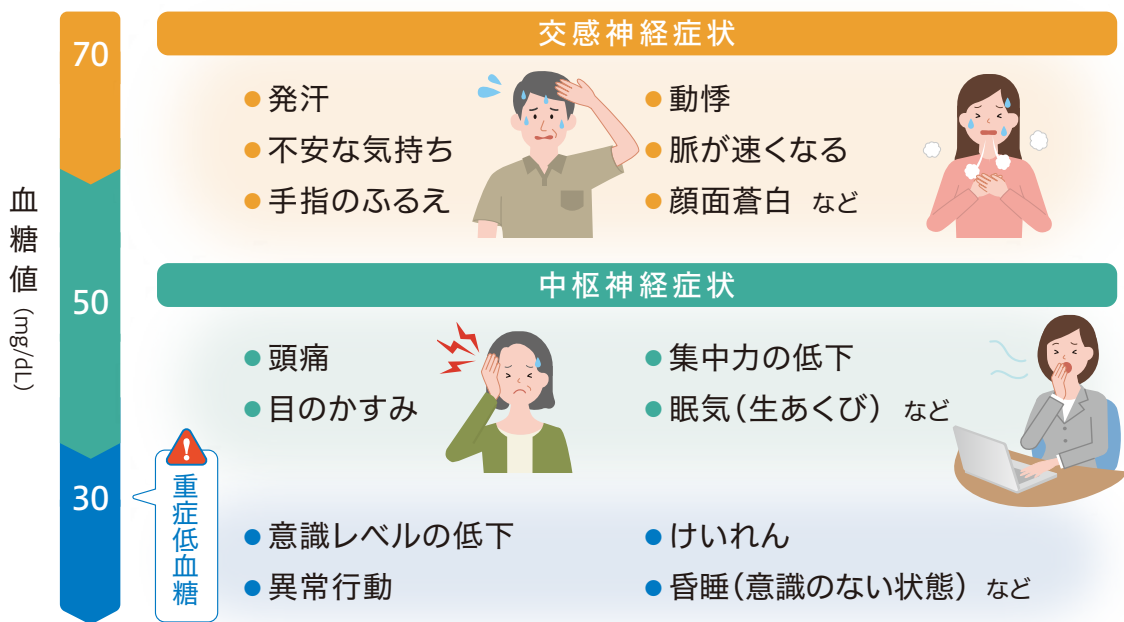 血糖値(mg/dL)
70
交感神経症状
●発汗
●不安な気持ち
●手指のふるえ
●動悸
●脈が速くなる
●顔面蒼白 など
50
中枢神経症状
●頭痛
●目のかすみ
●集中力の低下
●眠気(生あくび) など
30
!
重症低血糖
●意識レベルの低下
●異常行動
●けいれん
●昏睡(意識のない状態) など